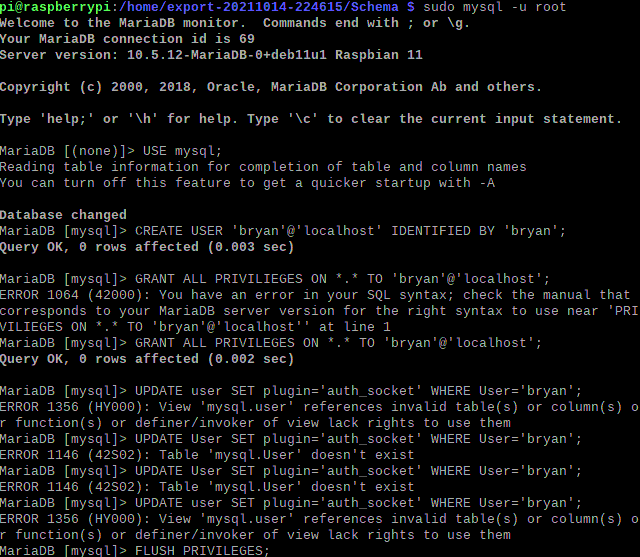 pi@raspberrypi:/home/export-20211014-224615/Schema $ sudo mysql -u root
Welcome to the MariaDB monitor.  Commands end with ; or \g.
Your MariaDB connection id is 69
Server version: 10.5.12-MariaDB-0+deb11u1 Raspbian 11

Copyright (c) 2000, 2018, Oracle, MariaDB Corporation Ab and others.

Type 'help;' or '\h' for help. Type '\c' to clear the current input statement.

MariaDB [(none)]> USE mysql;
Reading table information for completion of table and column names
You can turn off this feature to get a quicker startup with -A

Database changed
MariaDB [mysql]> CREATE USER 'bryan'@'localhost' IDENTIFIED BY 'bryan';
Query OK, 0 rows affected (0.003 sec)

MariaDB [mysql]> GRANT ALL PRIVILIEGES ON *.* TO 'bryan'@'localhost';
ERROR 1064 (42000): You have an error in your SQL syntax; check the manual that
corresponds to your MariaDB server version for the right syntax to use near 'PRI
VILIEGES ON *.* TO 'bryan'@'localhost'' at line 1
MariaDB [mysql]> GRANT ALL PRIVILEGES ON *.* TO 'bryan'@'localhost';
Query OK, 0 rows affected (0.002 sec)

MariaDB [mysql]> UPDATE user SET plugin='auth_socket' WHERE User='bryan';
ERROR 1356 (HY000): View 'mysql.user' references invalid table(s) or column(s) o
r function(s) or definer/invoker of view lack rights to use them
MariaDB [mysql]> UPDATE User SET plugin='auth_socket' WHERE User='bryan';
ERROR 1146 (42S02): Table 'mysql.User' doesn't exist
MariaDB [mysql]> UPDATE User SET plugin='auth_socket' WHERE User='bryan';
ERROR 1146 (42S02): Table 'mysql.User' doesn't exist
MariaDB [mysql]> UPDATE user SET plugin='auth_socket' WHERE User='bryan';
ERROR 1356 (HY000): View 'mysql.user' references invalid table(s) or column(s) o
r function(s) or definer/invoker of view lack rights to use them
MariaDB [mysql]> FLUSH PRIVILEGES;